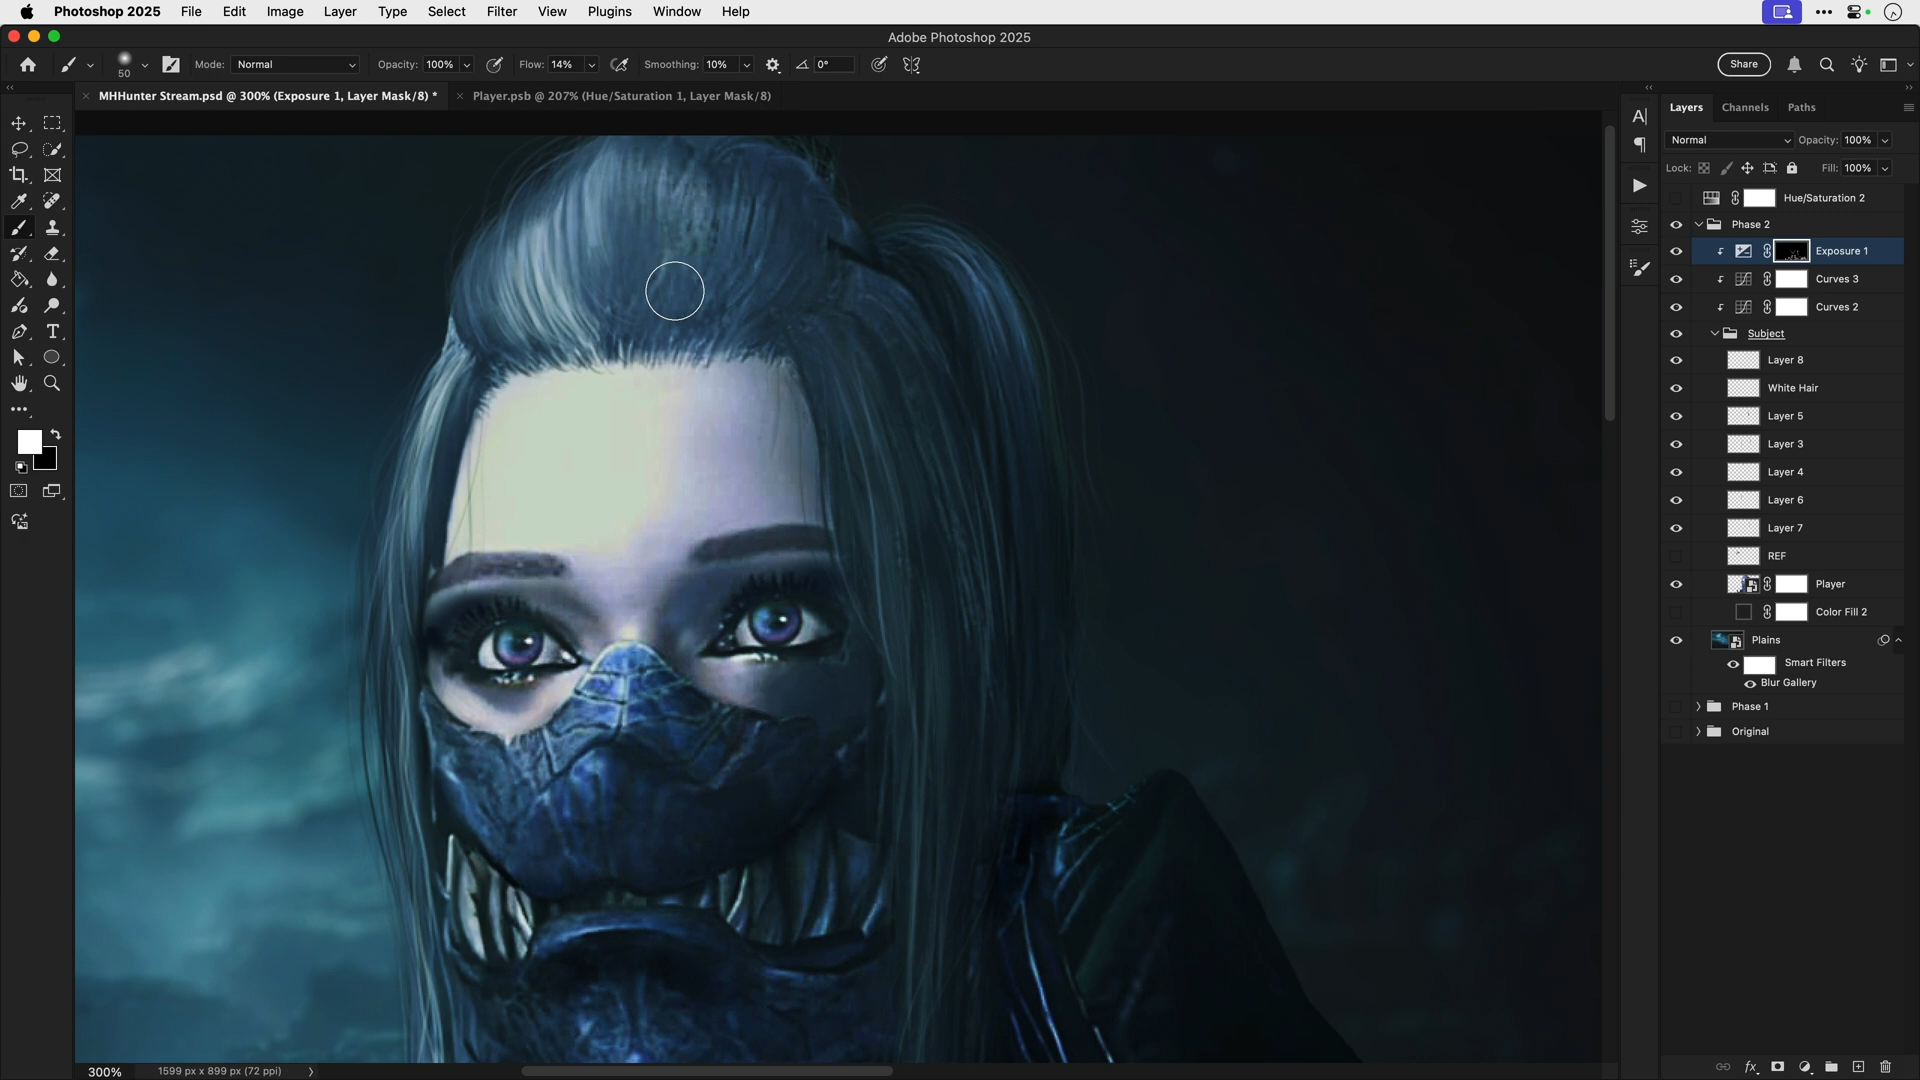 Photoshop 2025 File Edit Image Layer Type Select Filter View Plugins Window Help
Adobe Photoshop 2025
50 Mode: Normal Opacity: 100% Flow: 14% Smoothing: 10% 0° Share
MHHunter Stream.psd @ 300% (Exposure 1, Layer Mask/8) * Player.psb @ 207% (Hue/Saturation 1, Layer Mask/8)
Layers Channels Paths
Normal Opacity: 100%
Lock: Fill: 100%
Hue/Saturation 2
Phase 2
Exposure 1
Curves 3
Curves 2
Subject
Layer 8
White Hair
Layer 5
Layer 3
Layer 4
Layer 6
Layer 7
REF
Player
Color Fill 2
Plains
Smart Filters
Blur Gallery
Phase 1
Original
300% 1599 px x 899 px (72 ppi)